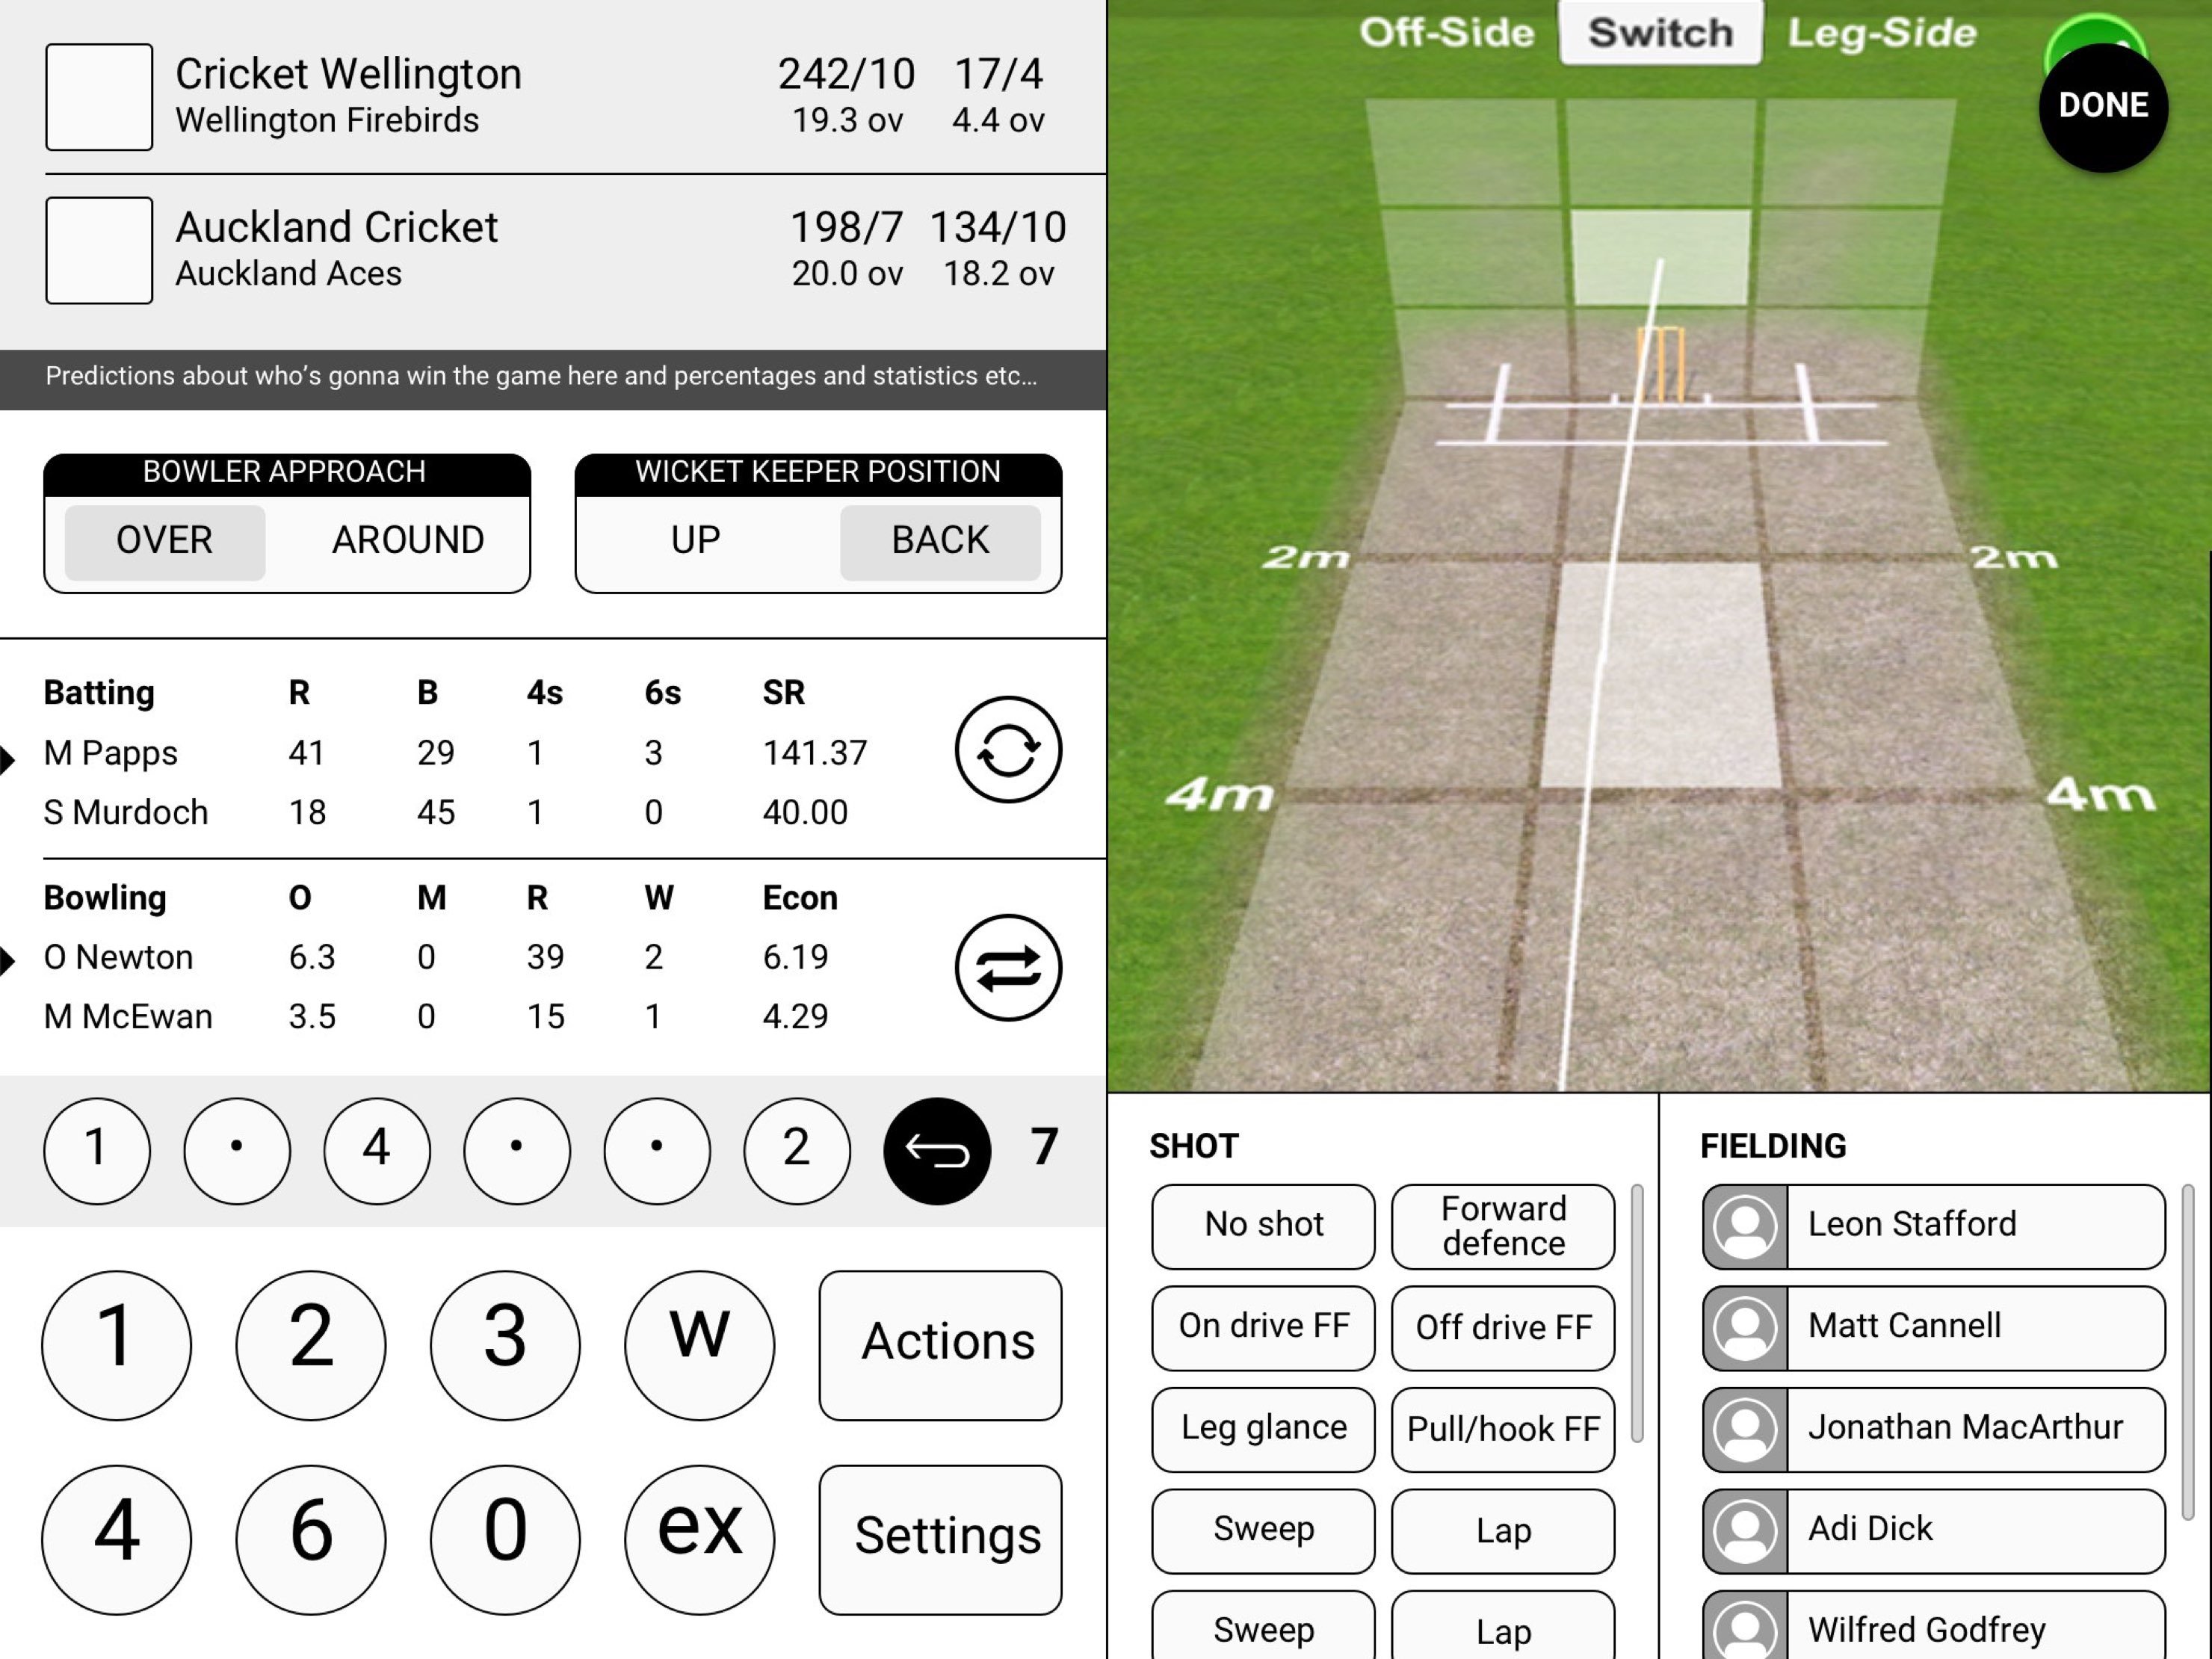 Cricket Wellington 242/10 17/4
Wellington Firebirds 19.3 ov 4.4 ov
Auckland Cricket 198/7 134/10
Auckland Aces 20.0 ov 18.2 ov
Predictions about who's gonna win the game here and percentages and statistics etc...
BOWLER APPROACH
OVER AROUND
WICKET KEEPER POSITION
UP BACK
Batting R B 4s 6s SR
M Papps 41 29 1 3 141.37
S Murdoch 18 45 1 0 40.00
Bowling O M R W Econ
O Newton 6.3 0 39 2 6.19
M McEwan 3.5 0 15 1 4.29
1 • 4 • • 2 7
1 2 3 W Actions
4 6 0 ex Settings
Off-Side Switch Leg-Side
DONE
2m 2m
4m 4m
SHOT
No shot
Forward
defence
On drive FF Off drive FF
Leg glance Pull/hook FF
Sweep Lap
Sweep Lap
FIELDING
Leon Stafford
Matt Cannell
Jonathan MacArthur
Adi Dick
Wilfred Godfrey